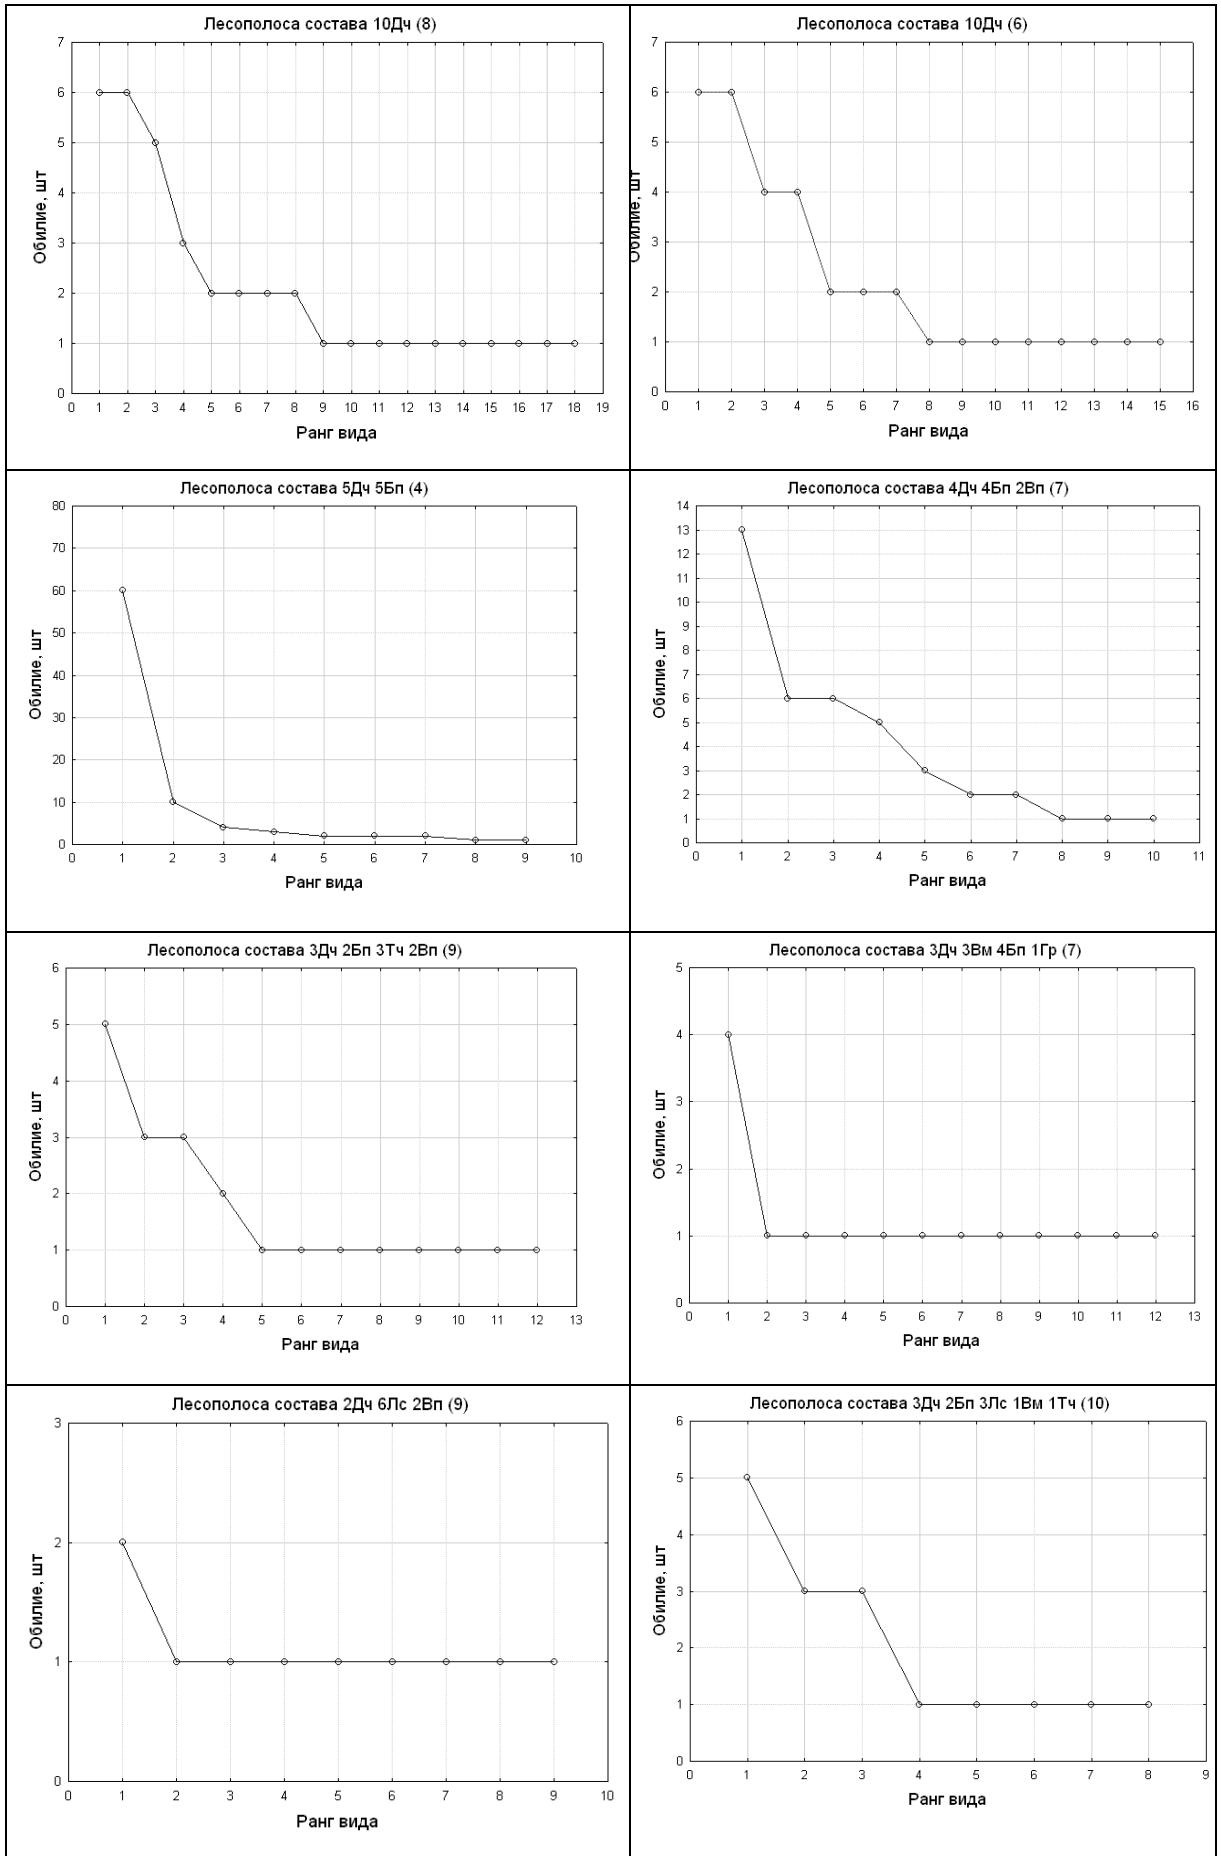 Лесополоса состава 10Дч (8)
7
6
5
4
3
2
1
0
Обилие, шт
0 1 2 3 4 5 6 7 8 9 10 11 12 13 14 15 16 17 18 19
Ранг вида
Лесополоса состава 10Дч (6)
7
6
5
4
3
2
1
0
Обилие, шт
0 1 2 3 4 5 6 7 8 9 10 11 12 13 14 15 16
Ранг вида
Лесополоса состава 5Дч 5Бп (4)
80
70
60
50
40
30
20
10
0
Обилие, шт
0 1 2 3 4 5 6 7 8 9 10
Ранг вида
Лесополоса состава 4Дч 4Бп 2Вп (7)
14
13
12
11
10
9
8
7
6
5
4
3
2
1
0
Обилие, шт
0 1 2 3 4 5 6 7 8 9 10 11
Ранг вида
Лесополоса состава 3Дч 2Бп 3Тч 2Вп (9)
6
5
4
3
2
1
0
Обилие, шт
0 1 2 3 4 5 6 7 8 9 10 11 12 13
Ранг вида
Лесополоса состава 3Дч 3Вм 4Бп 1Гр (7)
5
4
3
2
1
0
Обилие, шт
0 1 2 3 4 5 6 7 8 9 10 11 12 13
Ранг вида
Лесополоса состава 2Дч 6Лс 2Вп (9)
3
2
1
0
Обилие, шт
0 1 2 3 4 5 6 7 8 9 10
Ранг вида
Лесополоса состава 3Дч 2Бп 3Лс 1Вм 1Тч (10)
6
5
4
3
2
1
0
Обилие, шт
0 1 2 3 4 5 6 7 8 9
Ранг вида